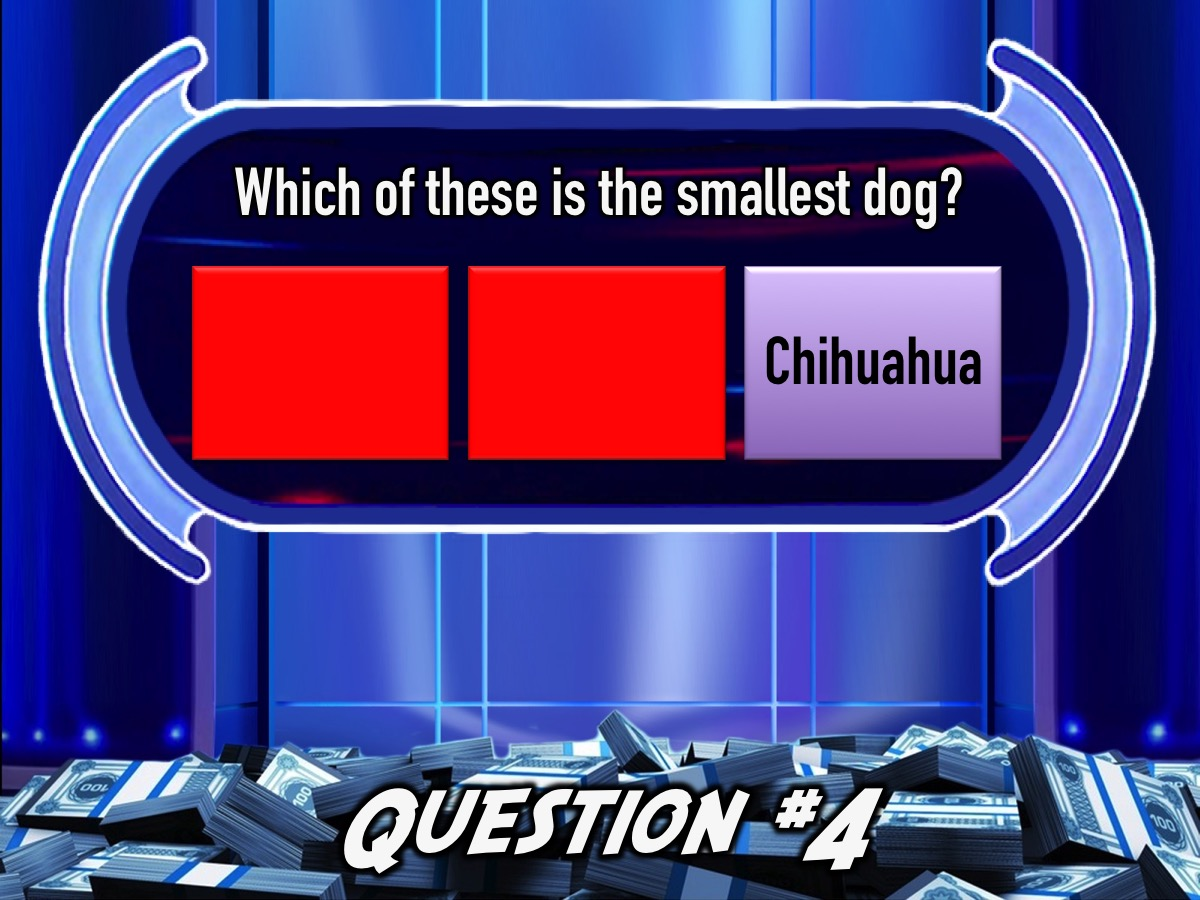 Which of these is the smallest dog?
Chihuahua
QUESTION #4